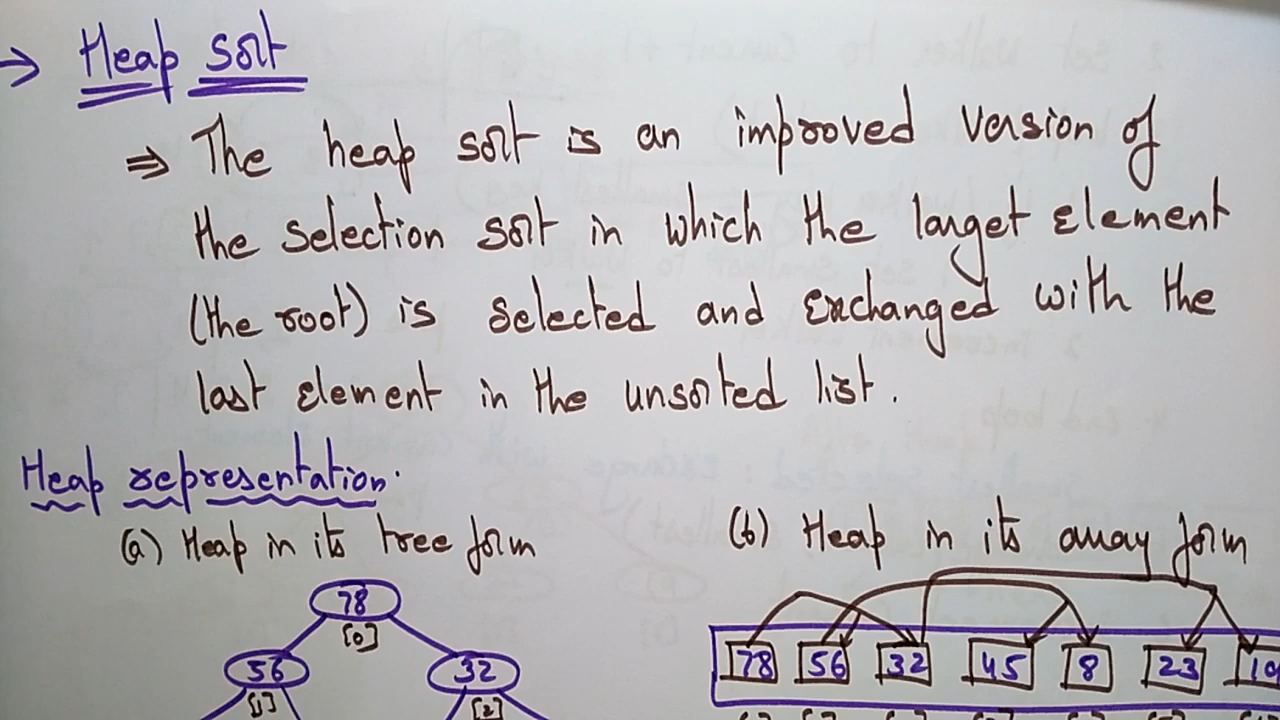 → Heap sort
⇒ The heap sort is an improved version of
the selection sort in which the larget element
(the root) is selected and exchanged with the
last element in the unsorted list.
Heap representation.
(a) Heap in its tree form
(b) Heap in its array form
78
[0]
56
32
[1]
[2]
78 56 32 45 8 23 19